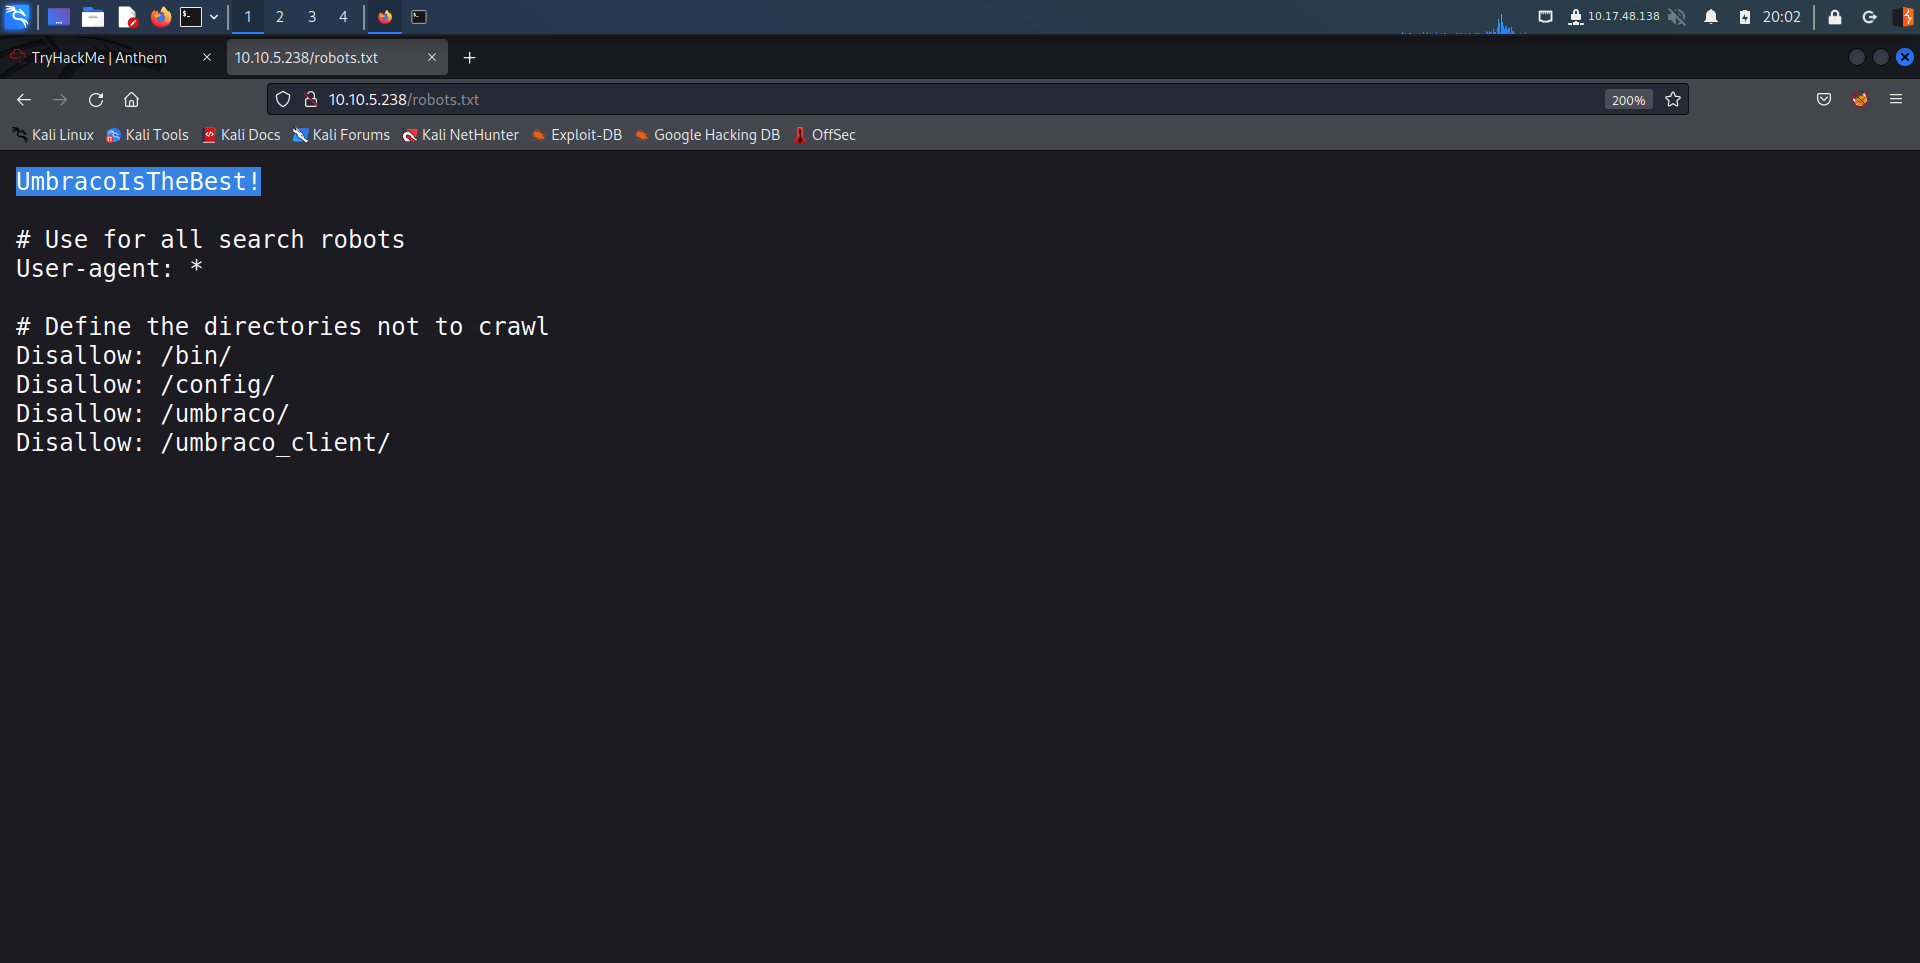 1 2 3 4 10.17.48.138 20:02
TryHackMe | Anthem 10.10.5.238/robots.txt
10.10.5.238/robots.txt 200%
Kali Linux Kali Tools Kali Docs Kali Forums Kali NetHunter Exploit-DB Google Hacking DB OffSec
UmbracoIsTheBest!
# Use for all search robots
User-agent: *
# Define the directories not to crawl
Disallow: /bin/
Disallow: /config/
Disallow: /umbraco/
Disallow: /umbraco_client/